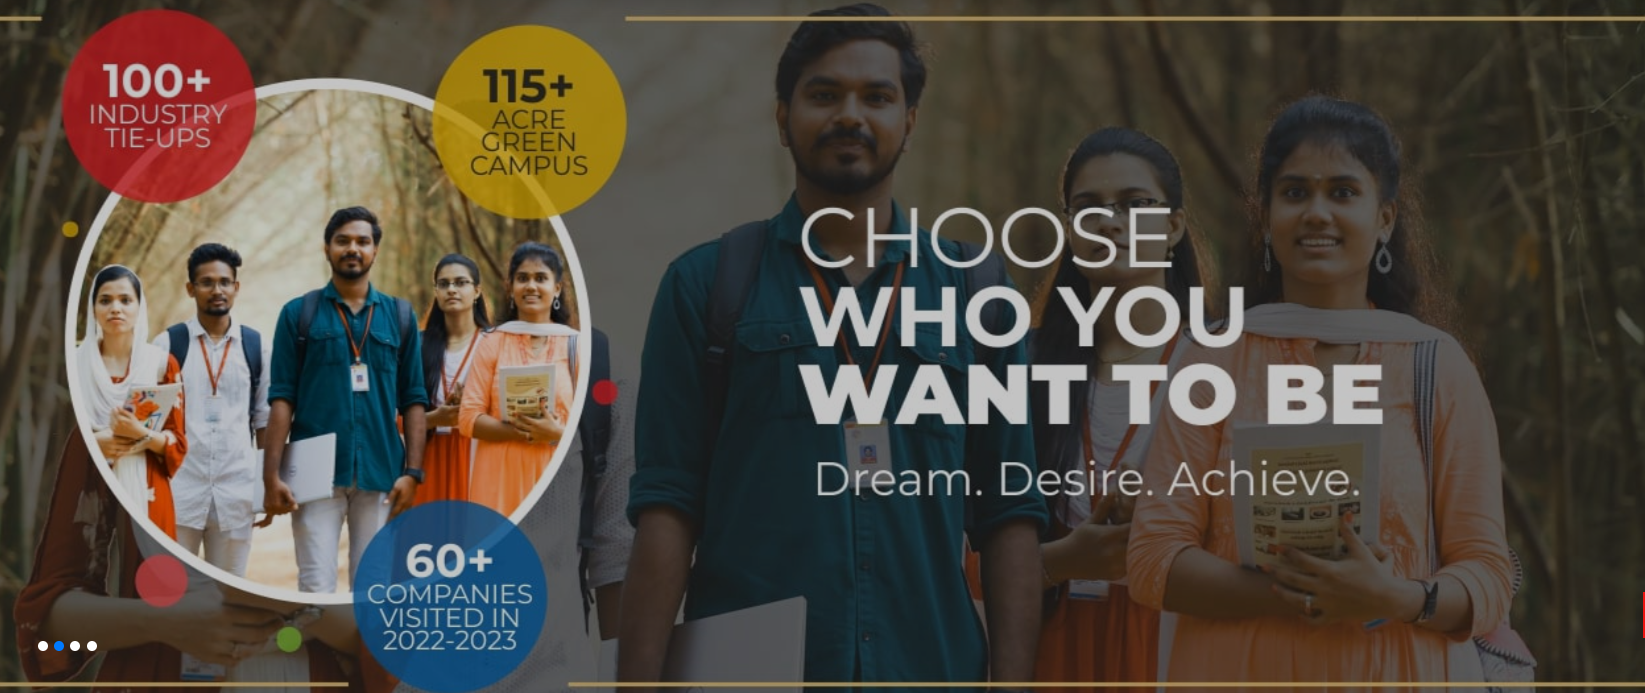 100+
INDUSTRY
TIE-UPS
115+
ACRE
GREEN
CAMPUS
CHOOSE
WHO YOU
WANT TO BE
Dream. Desire. Achieve.
60+
COMPANIES
VISITED IN
2022-2023